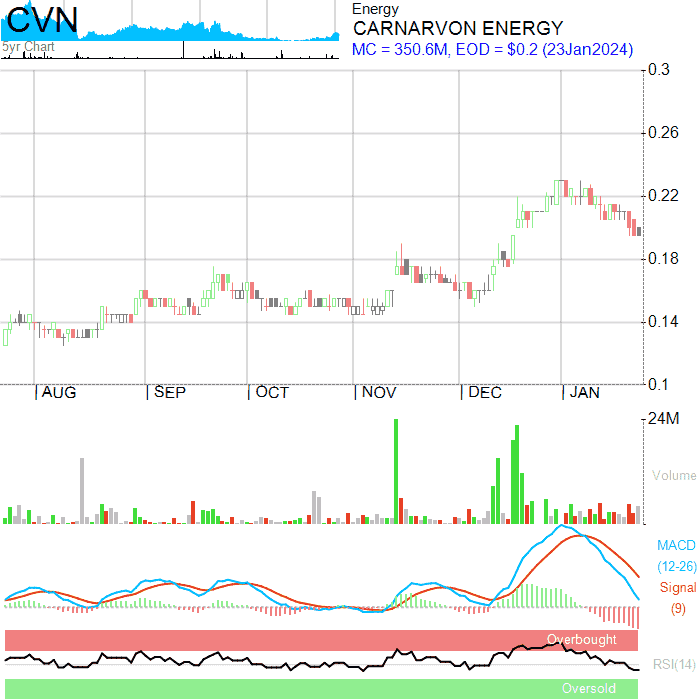 CVN
5yr Chart
Energy
CARNARVON ENERGY
MC = 350.6M, EOD = $0.2 (23Jan2024)
0.3
0.26
0.22
0.18
0.14
0.1
|AUG |SEP |OCT |NOV |DEC |JAN
24M
Volume
MACD
(12-26)
Signal
(9)
Overbought
RSI(14)
Oversold